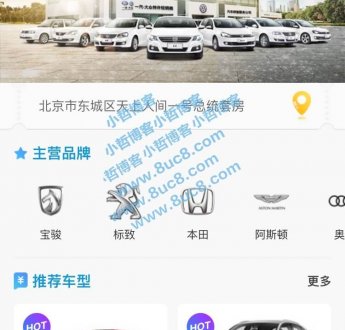 北京市东城区天上人间一号总统套房
小哲博客
小哲博客
www.8uc8.com
小哲博客
www.8uc8.com
www.8uc8.com
主营品牌
宝骏
标致
本田
阿斯顿
奥
ASTON MARTIN
推荐车型
更多
HOT
HOT